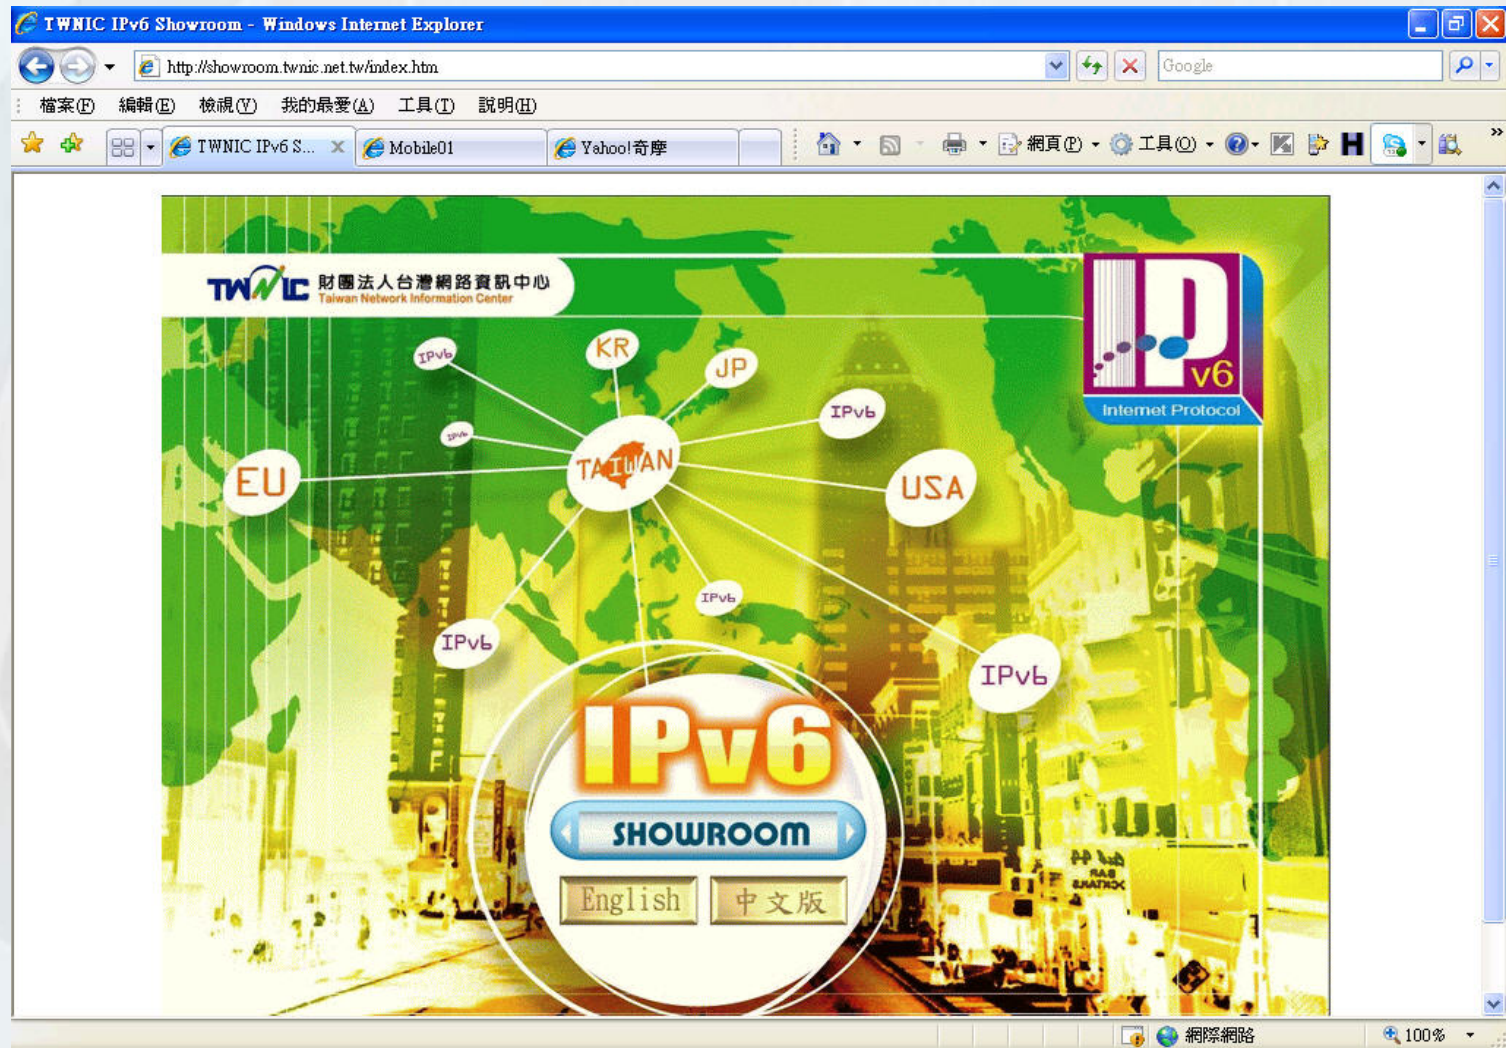 TWNIC IPv6 Showroom - Windows Internet Explorer
http://showroom.twnic.net.tw/index.htm
Google
檔案(F) 編輯(E) 檢視(V) 我的最愛(A) 工具(T) 說明(H)
TWNIC IPv6 S... Mobile01 Yahoo!奇摩 網頁(P) 工具(O)
TWNIC 財團法人台灣網路資訊中心
Taiwan Network Information Center
IP
v6
Internet Protocol
IPv6
KR
JP
IPv6
IPv6
TAIWAN
EU
USA
IPv6
IPv6
IPv6
IPv6
SHOWROOM
English 中文版
BAR
網際網路 100%